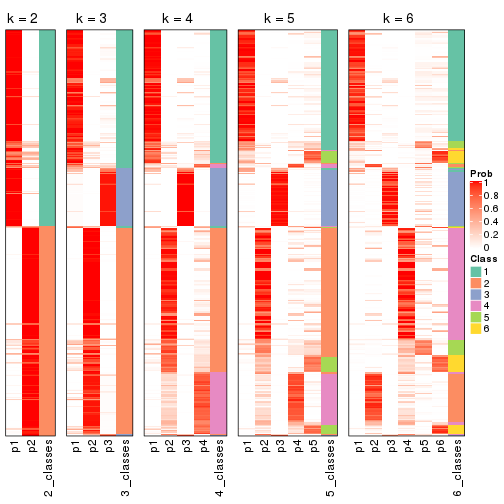 k = 2
k = 3
k = 4
k = 5
k = 6
p1
p2
2_classes
p1
p2
p3
3_classes
p1
p2
p3
p4
4_classes
p1
p2
p3
p4
p5
5_classes
p1
p2
p3
p4
p5
p6
6_classes
Prob
1
0.8
0.6
0.4
0.2
0
Class
1
2
3
4
5
6